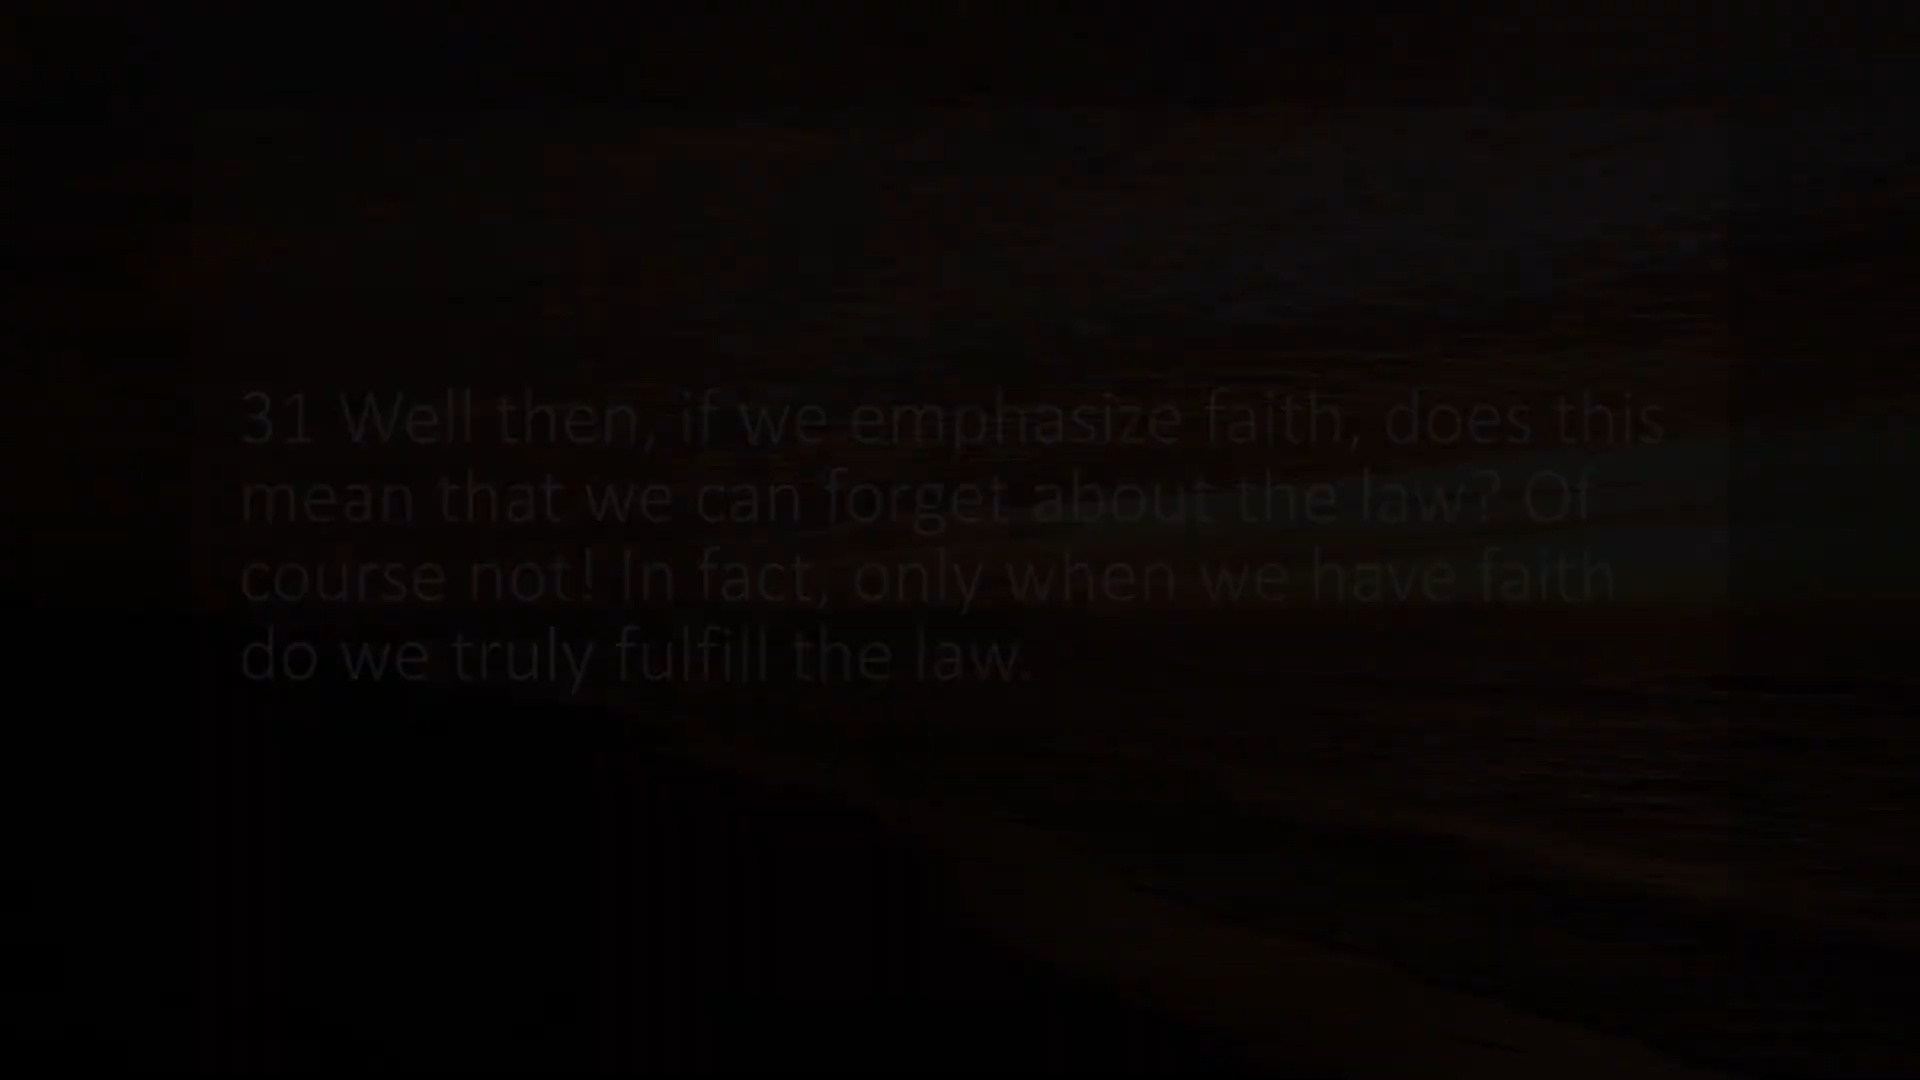 31 Well then, if we emphasize faith, does this
mean that we can forget about the law? Of
course not! In fact, only when we have faith
do we truly fulfill the law.